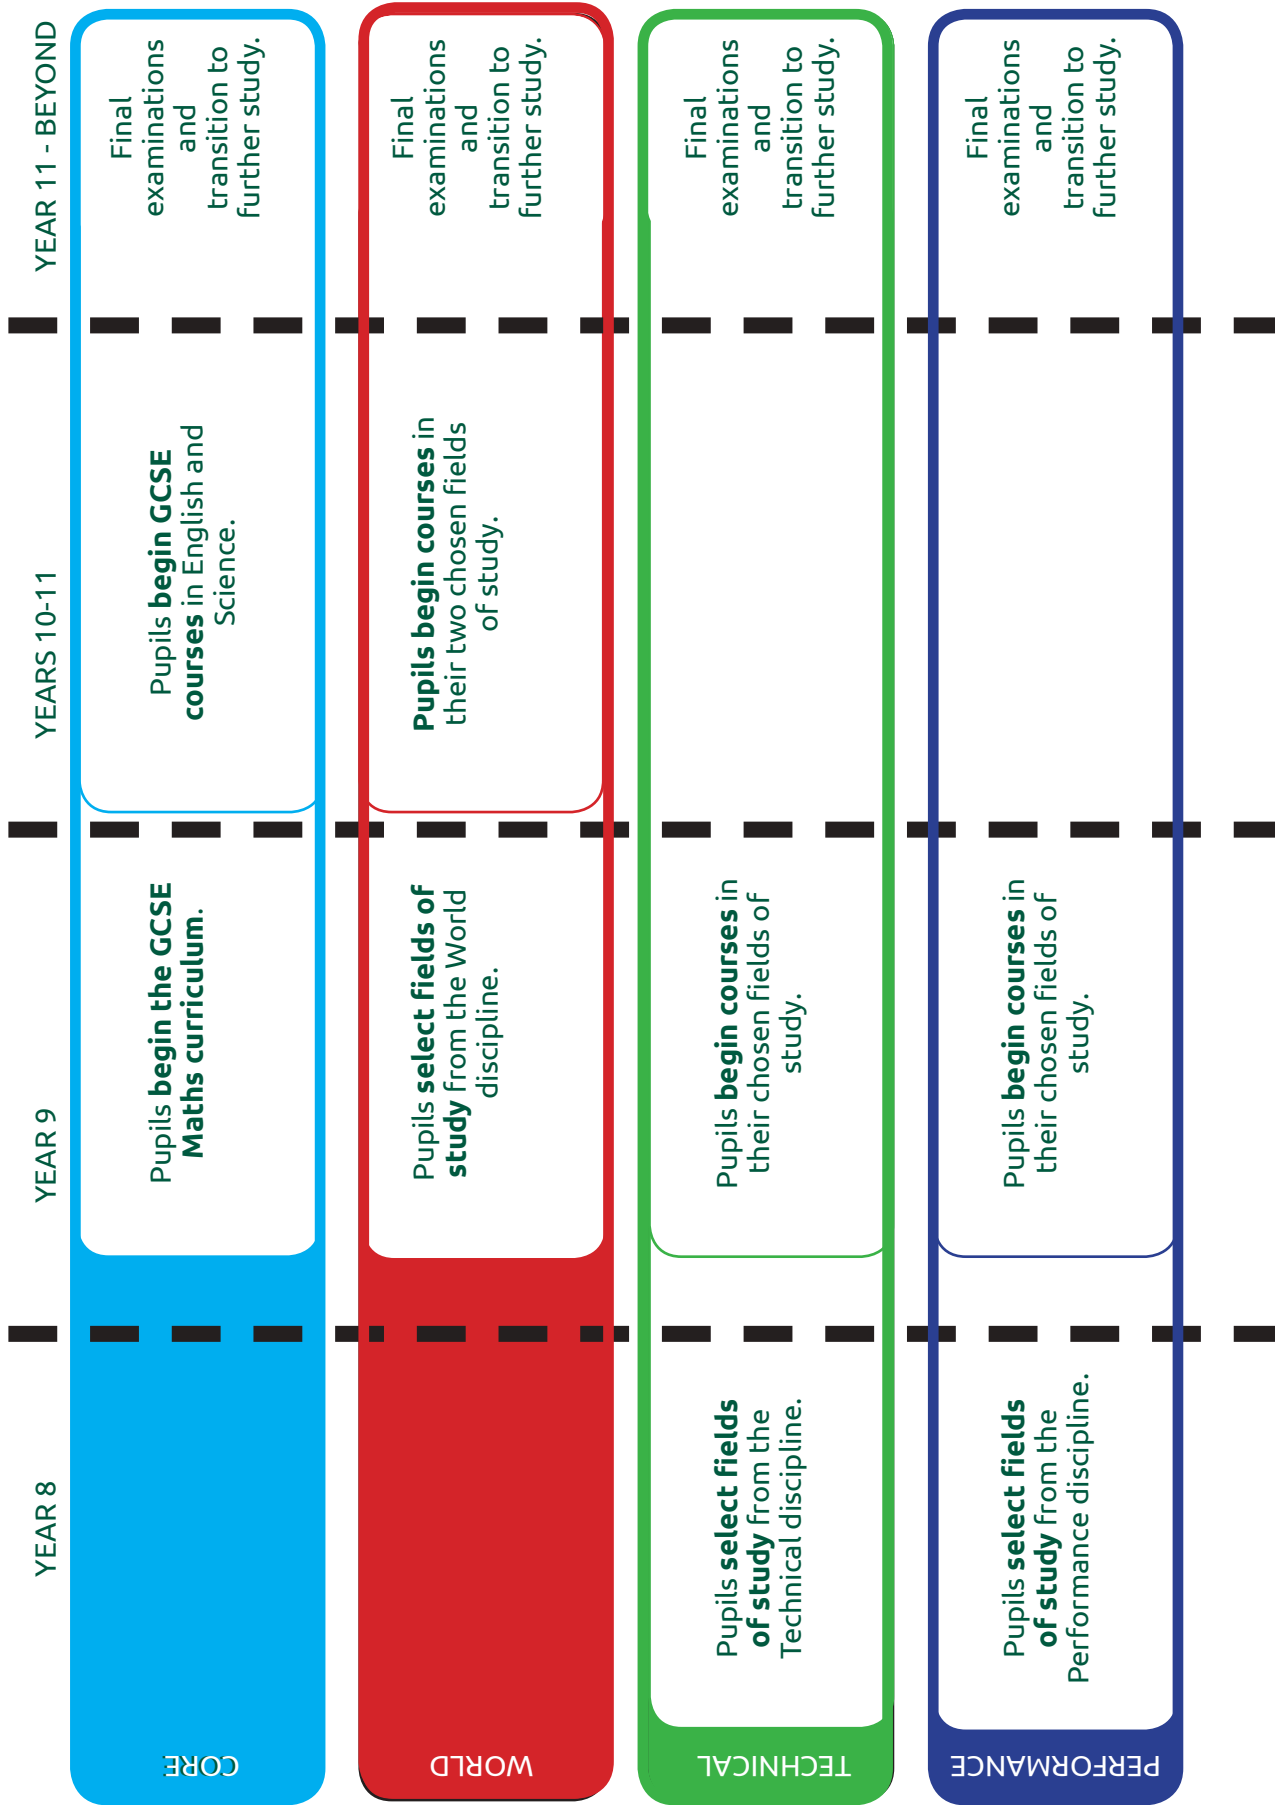 YEAR 8
YEAR 9
YEARS 10-11
YEAR 11 - BEYOND
CORE
Pupils begin the GCSE
Maths curriculum.
Pupils begin GCSE
courses in English and
Science.
Final
examinations
and
transition to
further study.
WORLD
Pupils select fields of
study from the World
discipline.
Pupils begin courses in
their two chosen fields
of study.
Final
examinations
and
transition to
further study.
TECHNICAL
Pupils select fields
of study from the
Technical discipline.
Pupils begin courses in
their chosen fields of
study.
Final
examinations
and
transition to
further study.
PERFORMANCE
Pupils select fields
of study from the
Performance discipline.
Pupils begin courses in
their chosen fields of
study.
Final
examinations
and
transition to
further study.